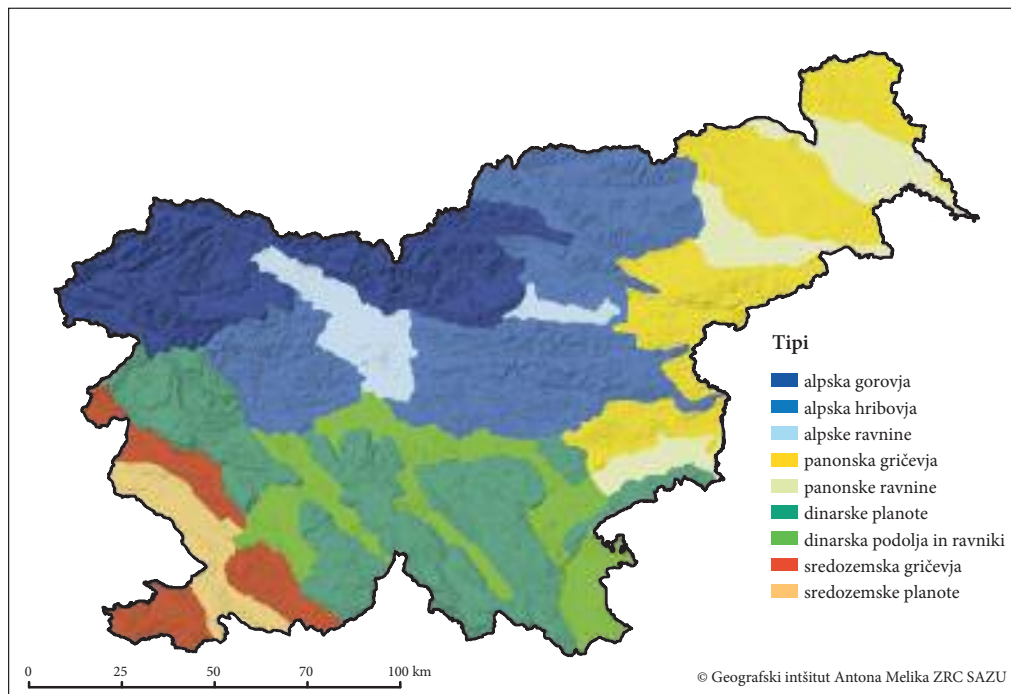 Tipi
alpska gorovja
alpska hribovja
alpske ravnine
panonska gričevja
panonske ravnine
dinarske planote
dinarska podolja in ravniki
sredozemska gričevja
sredozemske planote
0 25 50 70 100 km
© Geografski intšitut Antona Melika ZRC SAZU